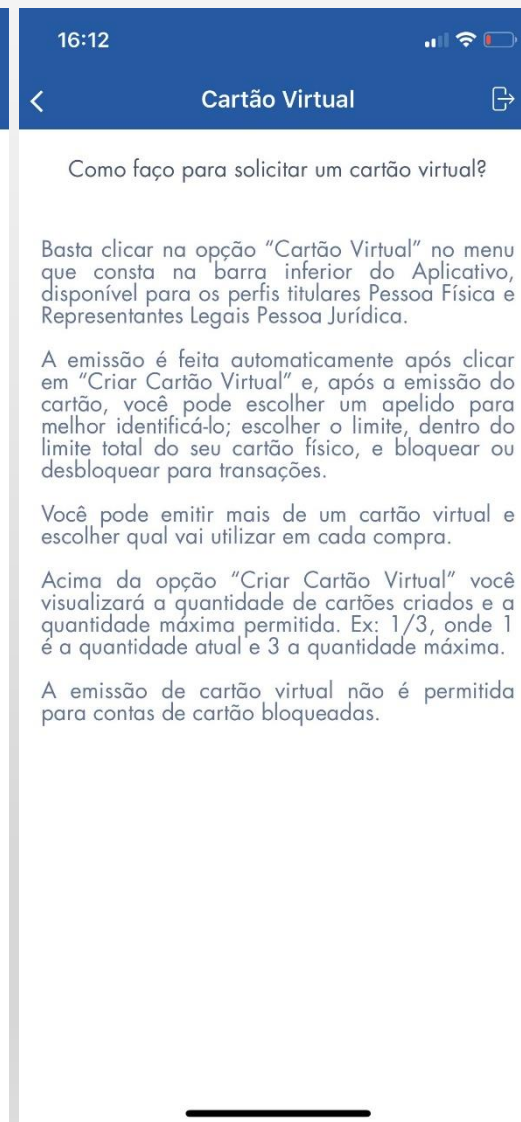 16:12
Cartão Virtual
Como faço para solicitar um cartão virtual?
Basta clicar na opção “Cartão Virtual” no menu
que consta na barra inferior do Aplicativo,
disponível para os perfis titulares Pessoa Física e
Representantes Legais Pessoa Jurídica.
A emissão é feita automaticamente após clicar
em “Criar Cartão Virtual” e, após a emissão do
cartão, você pode escolher um apelido para
melhor identificá-lo; escolher o limite, dentro do
limite total do seu cartão físico, e bloquear ou
desbloquear para transações.
Você pode emitir mais de um cartão virtual e
escolher qual vai utilizar em cada compra.
Acima da opção “Criar Cartão Virtual” você
visualizará a quantidade de cartões criados e a
quantidade máxima permitida. Ex: 1/3, onde 1
é a quantidade atual e 3 a quantidade máxima.
A emissão de cartão virtual não é permitida
para contas de cartão bloqueadas.